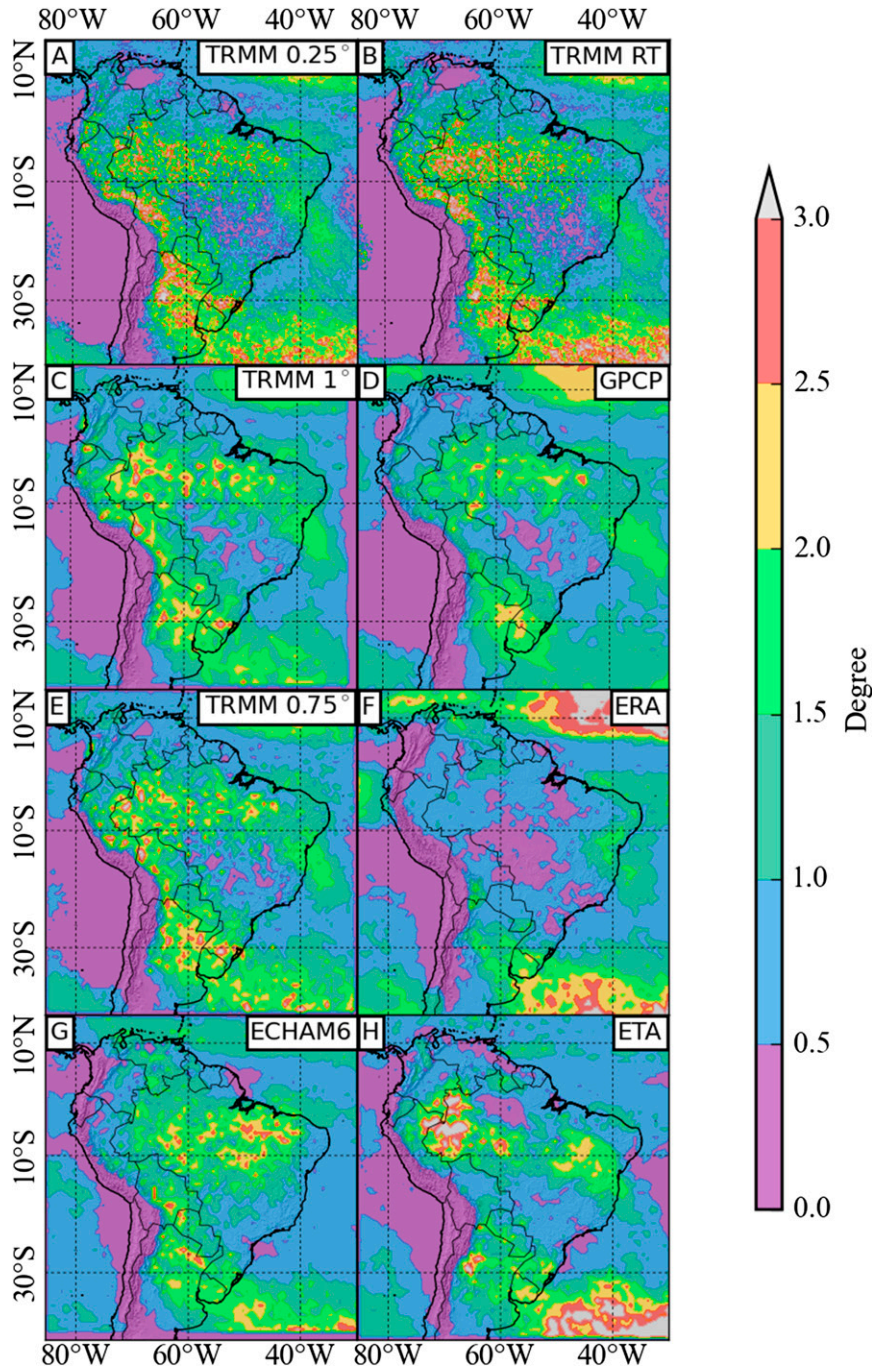 80°W 60°W 40°W 80°W 60°W 40°W
A TRMM 0.25° B TRMM RT
10°N
10°S
30°S
C TRMM 1° D GPCP
10°N
10°S
30°S
E TRMM 0.75° F ERA
10°N
10°S
30°S
G ECHAM6 H ETA
10°N
10°S
30°S
80°W 60°W 40°W 80°W 60°W 40°W
3.0
2.5
2.0
1.5
1.0
0.5
0.0
Degree